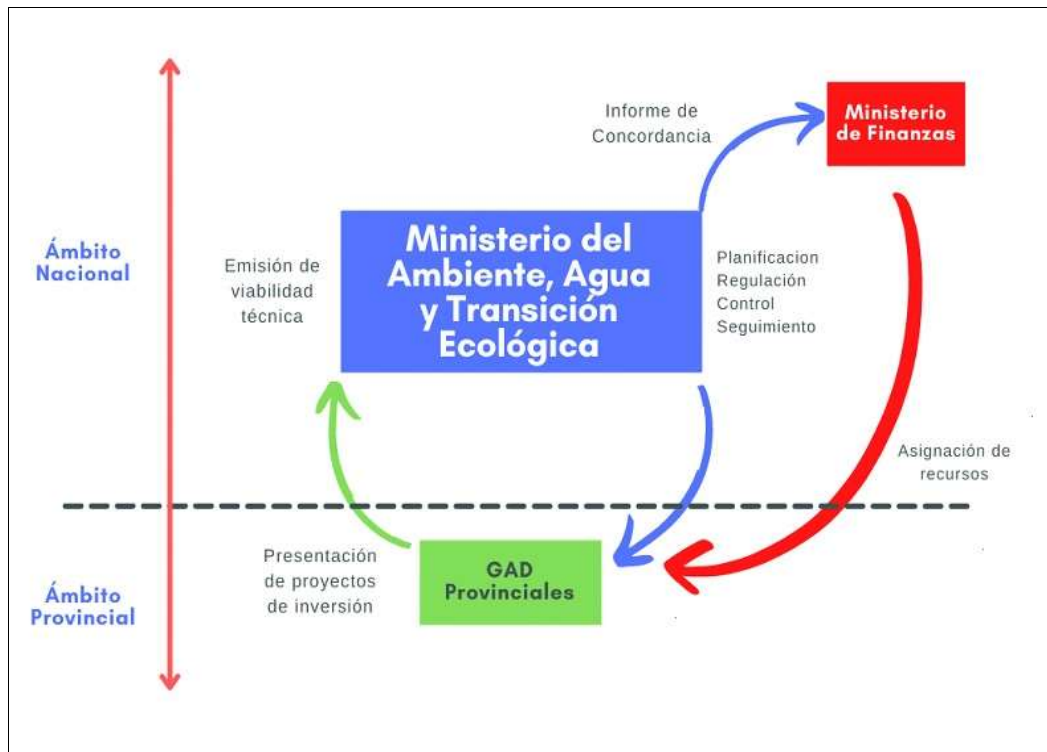 Informe de
Concordancia
Ministerio
de Finanzas
Ámbito
Nacional
Emisión de
viabilidad
técnica
Ministerio del
Ambiente, Agua
y Transición
Ecológica
Planificacion
Regulación
Control
Seguimiento
Asignación de
recursos
Ámbito
Provincial
Presentación
de proyectos
de inversión
GAD
Provinciales